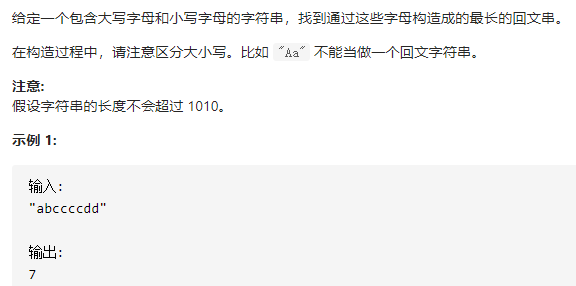 给定一个包含大写字母和小写字母的字符串，找到通过这些字母构造成的最长的回文串。
在构造过程中，请注意区分大小写。比如 "Aa" 不能当做一个回文字符串。
注意:
假设字符串的长度不会超过 1010。
示例 1:
输入:
"abccccdd"
输出:
7